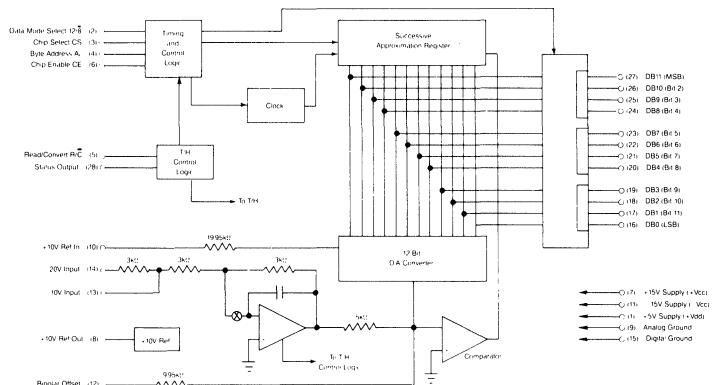 Data Mode Select 12/8 (2)
Chip Select CS (3)
Byte Address A₀ (4)
Chip Enable CE (6)
Timing
and
Control
Logic
Successive
Approximation Register
Clock
Read/Convert R/C̅ (5)
Status Output (28)
T/H
Control
Logic
To T/H
(27) DB11 (MSB)
(26) DB10 (Bit 2)
(25) DB9 (Bit 3)
(24) DB8 (Bit 4)
(23) DB7 (Bit 5)
(22) DB6 (Bit 6)
(21) DB5 (Bit 7)
(20) DB4 (Bit 8)
(19) DB3 (Bit 9)
(18) DB2 (Bit 10)
(17) DB1 (Bit 11)
(16) DB0 (LSB)
+10V Ref In (10)
19.95kΩ
12 Bit
D/A Converter
20V Input (14)
3kΩ
3kΩ
3kΩ
10V Input (13)
5kΩ
+10V Ref Out (8)
+10V Ref
To T/H
Control Logic
Comparator
(7) +15V Supply (+Vcc)
(11) 15V Supply ( Vcc)
(1) +5V Supply (+Vdd)
(9) Analog Ground
(15) Digital Ground
Bipolar Offset (12)
9.95kΩ